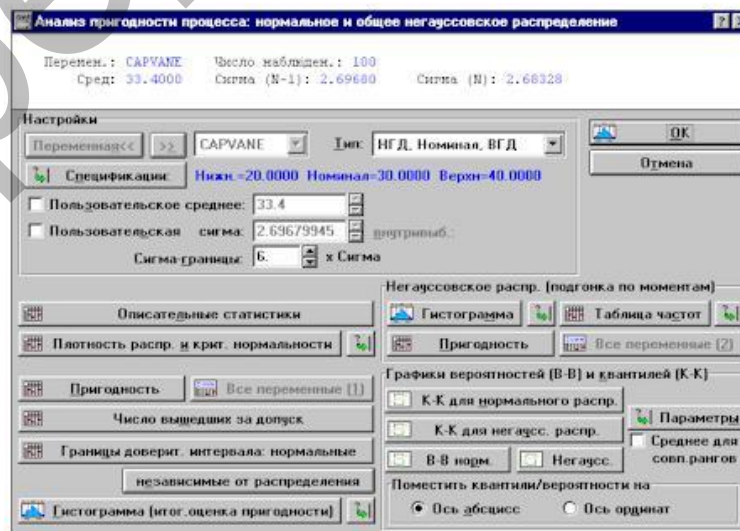 Анализ пригодности процесса: нормальное и общее негауссовское распределение
Перемен.: CAPVANE Число наблюден.: 100
Сред: 33.4000 Сигма (N-1): 2.69680 Сигма (N): 2.68328
Настройки
Переменная<< >> CAPVANE Тип: НГД, Номинал, ВГД
Спецификации: Нижн.=20.0000 Номинал=30.0000 Верхн=40.0000
Пользовательское среднее: 33.4
Пользовательская сигма: 2.69679945 внутривыб.:
Сигма-границы: 6. x Сигма
OK
Отмена
Описательные статистики
Плотность распр. и крит. нормальности
Пригодность Все переменные (1)
Число вышедших за допуск
Границы доверит. интервала: нормальные
независимые от распределения
Гистограмма (итог.оценка пригодности)
Негауссовское распр. (подгонка по моментам)
Гистограмма Таблица частот
Пригодность Все переменные (2)
Графики вероятностей (В-В) и квантилей (К-К)
К-К для нормального распр.
К-К для негаусс. распр.
В-В норм. Негаусс.
Параметры
Среднее для
совп.рангов
Поместить квантили/вероятности на
Ось абсцисс Ось ординат